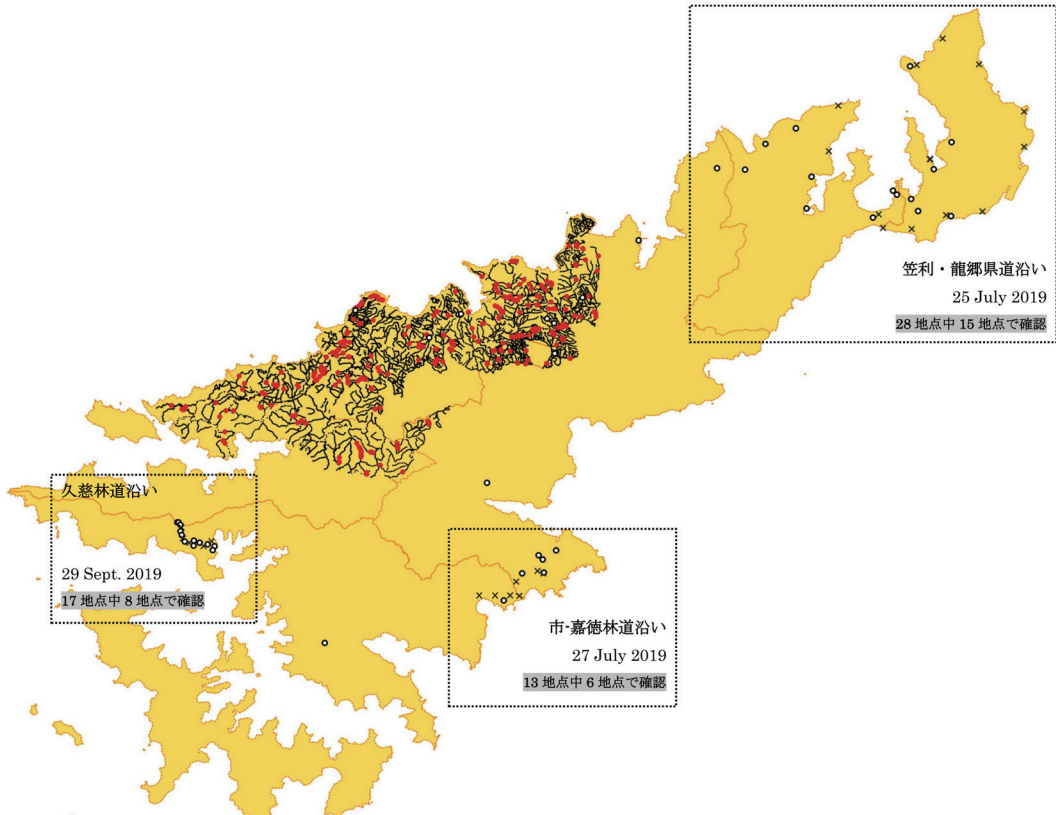 笠利・龍郷県道沿い
25 July 2019
28 地点中 15 地点で確認
久慈林道沿い
29 Sept. 2019
17 地点中 8 地点で確認
市-嘉徳林道沿い
27 July 2019
13 地点中 6 地点で確認